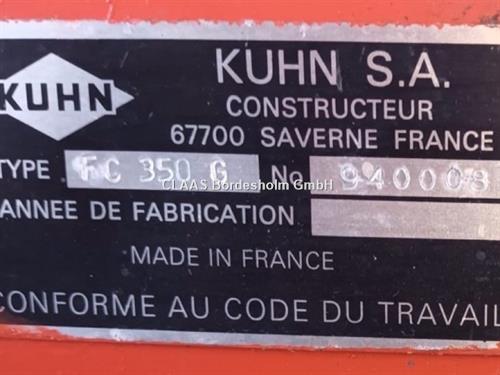 KUHN
KUHN S.A.
CONSTRUCTEUR
67700 SAVERNE FRANCE
TYPE FC 350 G No 940008
CLAAS Bordesholm GmbH
ANNEE DE FABRICATION
MADE IN FRANCE
CONFORME AU CODE DU TRAVAIL